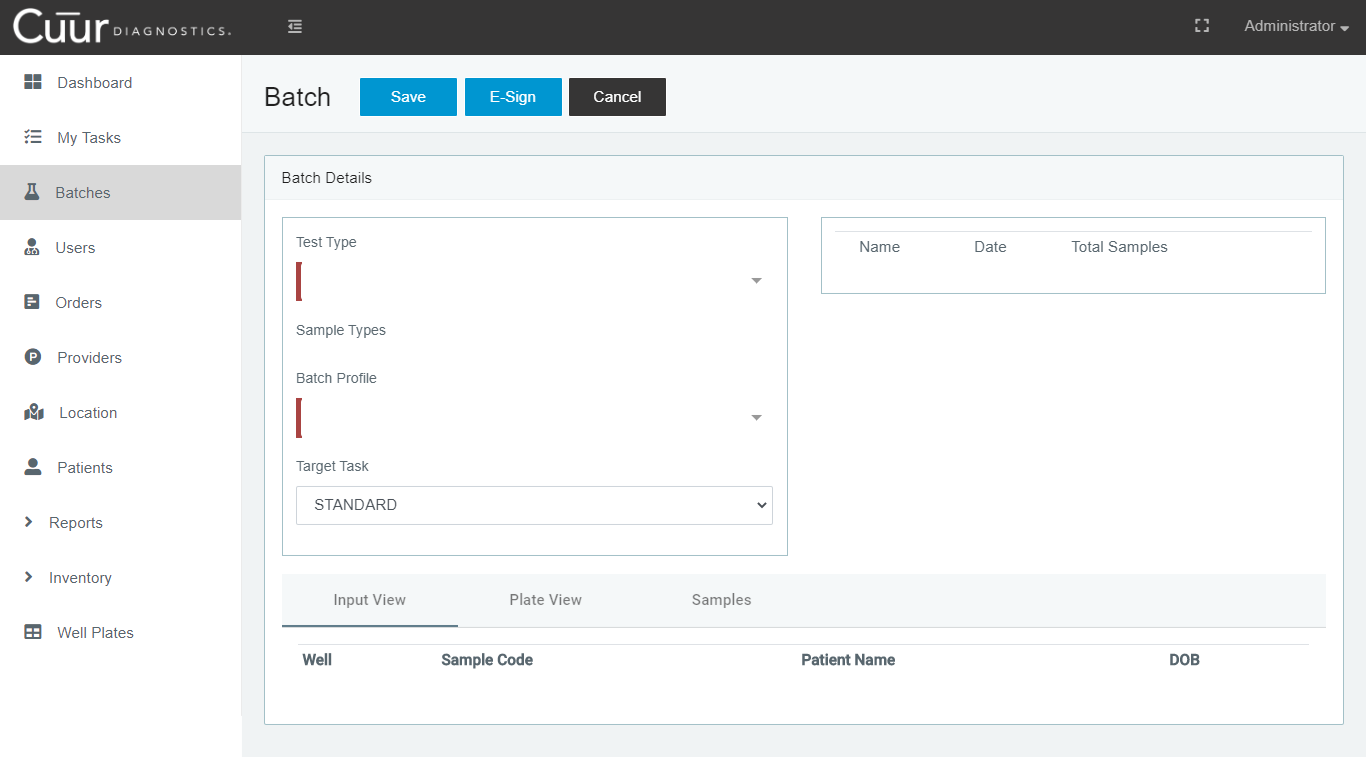 Cūūr DIAGNOSTICS.
Administrator
Dashboard
My Tasks
Batches
Users
Orders
Providers
Location
Patients
Reports
Inventory
Well Plates
Batch
Save
E-Sign
Cancel
Batch Details
Test Type
Sample Types
Batch Profile
Target Task
STANDARD
Name Date Total Samples
Input View Plate View Samples
Well Sample Code Patient Name DOB